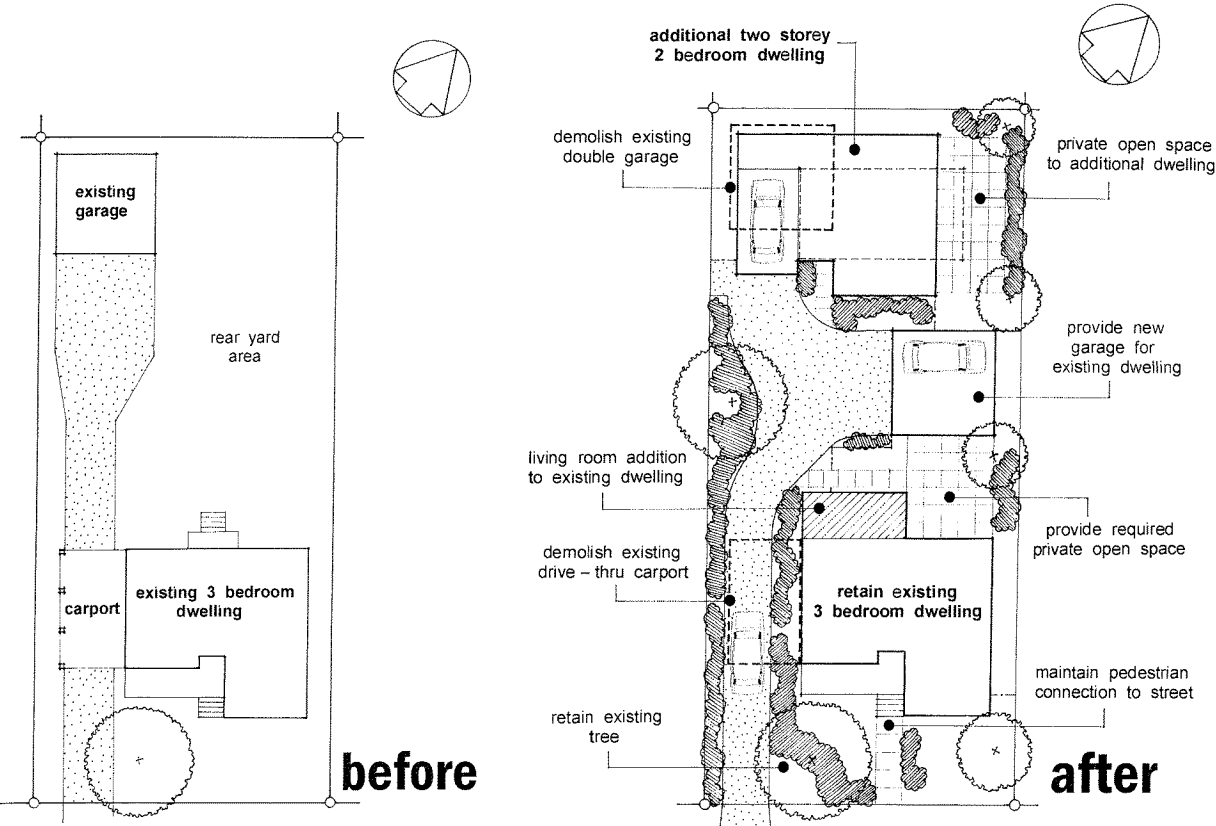 existing
garage
rear yard
area
carport
existing 3 bedroom
dwelling
before
additional two storey
2 bedroom dwelling
demolish existing
double garage
private open space
to additional dwelling
provide new
garage for
existing dwelling
living room addition
to existing dwelling
provide required
private open space
demolish existing
drive – thru carport
retain existing
3 bedroom dwelling
maintain pedestrian
connection to street
retain existing
tree
after